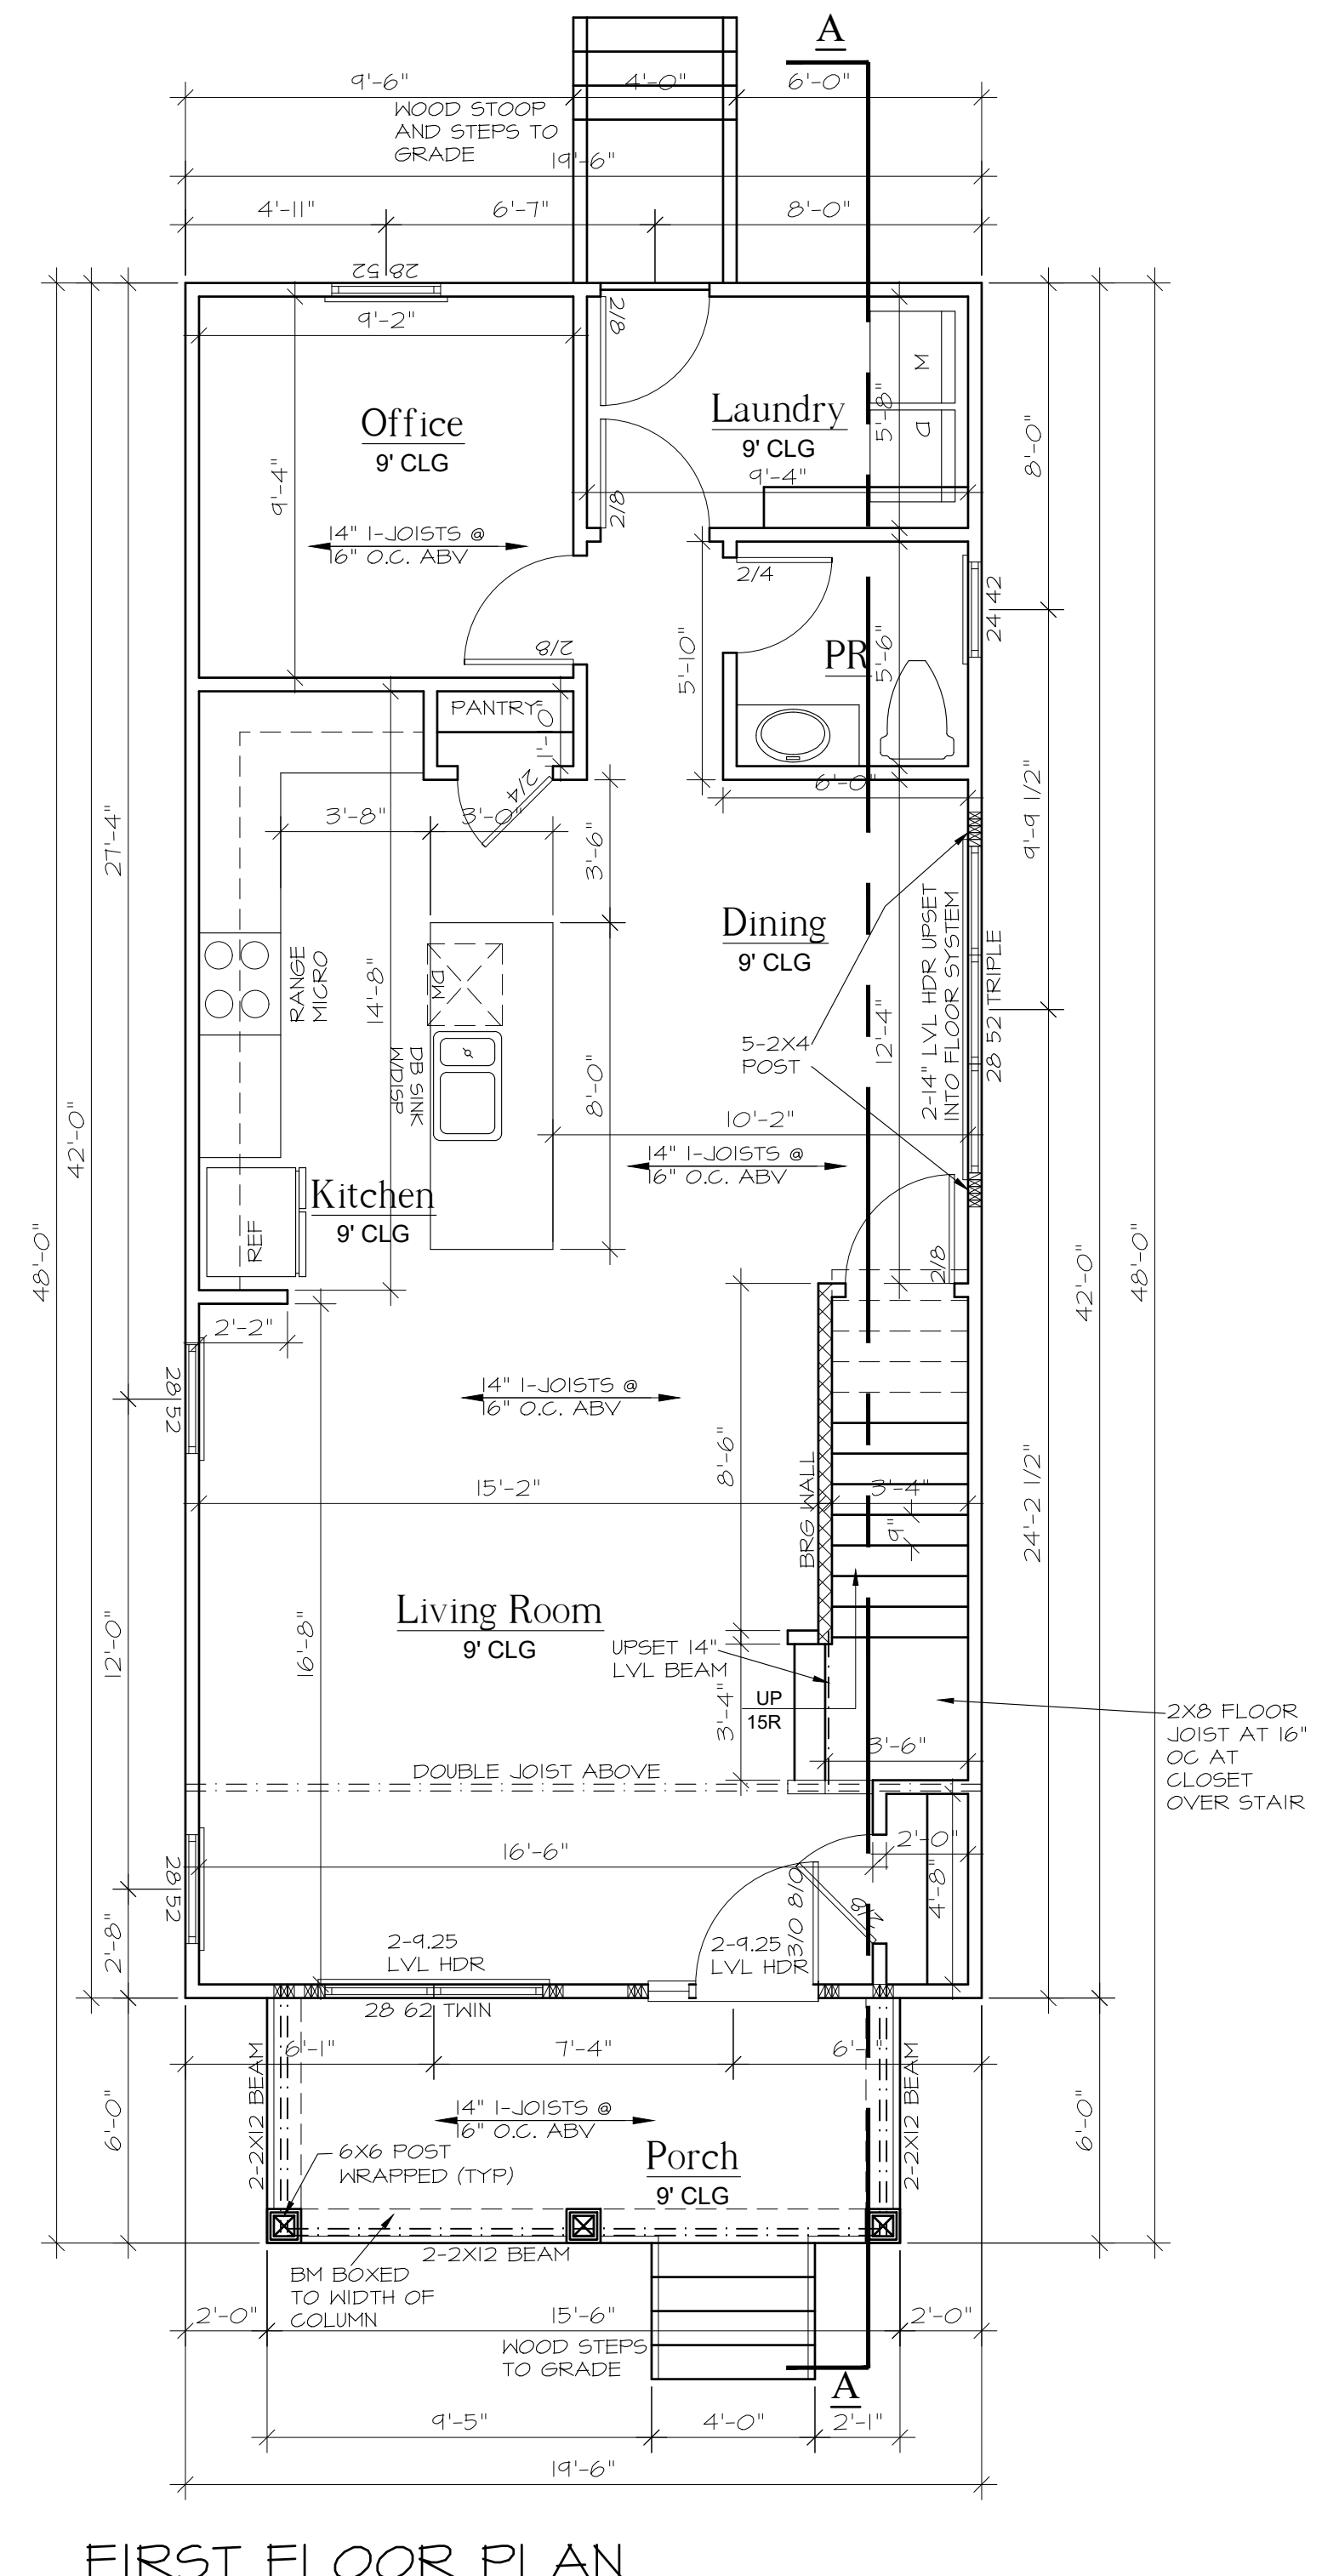 A
9'-6"
4'-0"
6'-0"
WOOD STOOP
AND STEPS TO
GRADE
19'-6"
4'-11"
6'-7"
8'-0"
28 52
9'-2"
2/8
M
Office
9' CLG
Laundry
9' CLG
5'-8"
D
8'-0"
9'-4"
9'-4"
2/8
14" I-JOISTS @
16" O.C. ABV
2/4
24 42
2/8
5'-10"
PR
5'-6"
PANTRY
1'-10"
2/4
6'-0"
3'-8"
3'-0"
3'-6"
27'-4"
9'-9 1/2"
Dining
9' CLG
RANGE
MICRO
14'-8"
DW
2-14" LVL HDR UPSET
INTO FLOOR SYSTEM
28 52 TRIPLE
5-2X4
POST
12'-4"
DB SINK
W/DISP
8'-0"
10'-2"
42'-0"
14" I-JOISTS @
16" O.C. ABV
Kitchen
9' CLG
REF
2/8
48'-0"
42'-0"
48'-0"
2'-2"
28 52
14" I-JOISTS @
16" O.C. ABV
8'-6"
15'-2"
BRG WALL
3'-4"
9"
24'-2 1/2"
Living Room
9' CLG
12'-0"
16'-8"
UPSET 14"
LVL BEAM
UP
15R
3'-4"
3'-6"
2X8 FLOOR
JOIST AT 16"
OC AT
CLOSET
OVER STAIR
DOUBLE JOIST ABOVE
16'-6"
2'-0"
4'-8"
28 52
3/0 8/0
2'-8"
2-9.25
LVL HDR
2-9.25
LVL HDR
28 62 TWIN
6'-1"
7'-4"
2-2X12 BEAM
2-2X12 BEAM
6'-0"
6'-0"
14" I-JOISTS @
16" O.C. ABV
6X6 POST
WRAPPED (TYP)
Porch
9' CLG
2-2X12 BEAM
BM BOXED
TO WIDTH OF
COLUMN
2'-0"
15'-6"
2'-0"
WOOD STEPS
TO GRADE
A
9'-5"
4'-0"
2'-1"
19'-6"
FIRST FLOOR PLAN